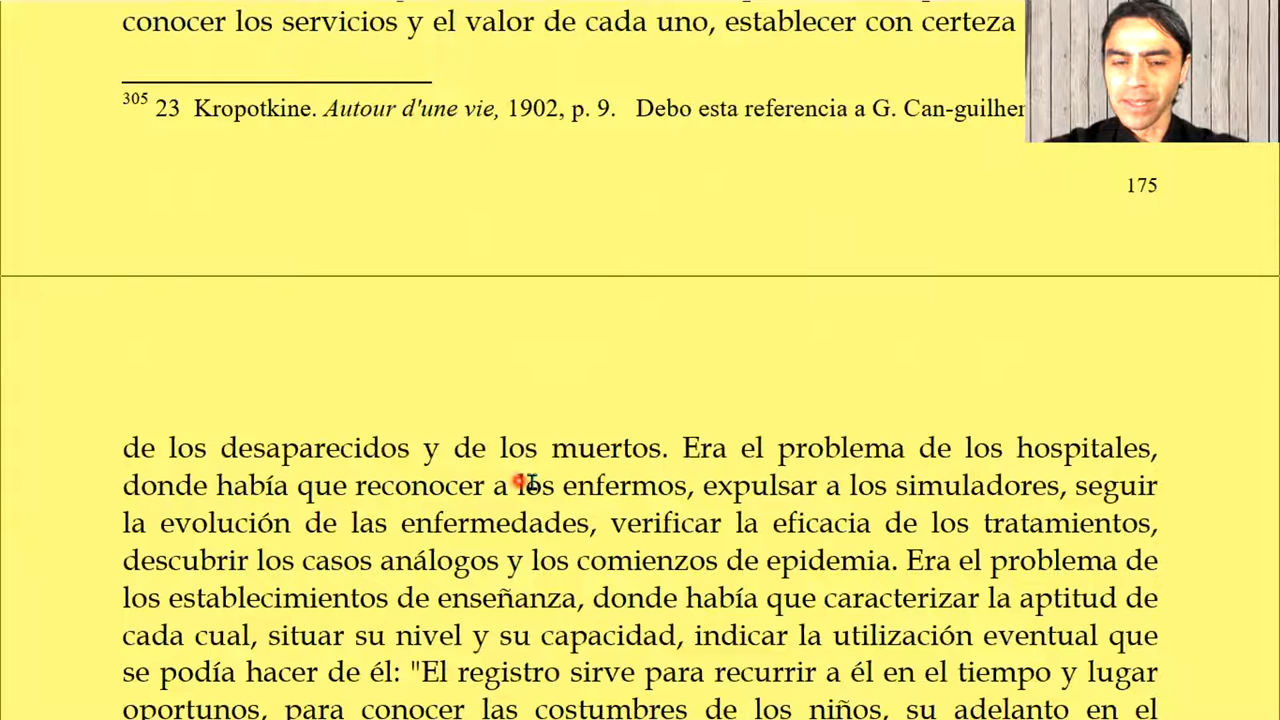 conocer los servicios y el valor de cada uno, establecer con certeza
305 23 Kropotkine. Autour d'une vie, 1902, p. 9. Debo esta referencia a G. Can-guilhem
175
de los desaparecidos y de los muertos. Era el problema de los hospitales,
donde había que reconocer a los enfermos, expulsar a los simuladores, seguir
la evolución de las enfermedades, verificar la eficacia de los tratamientos,
descubrir los casos análogos y los comienzos de epidemia. Era el problema de
los establecimientos de enseñanza, donde había que caracterizar la aptitud de
cada cual, situar su nivel y su capacidad, indicar la utilización eventual que
se podía hacer de él: "El registro sirve para recurrir a él en el tiempo y lugar
oportunos, para conocer las costumbres de los niños, su adelanto en el